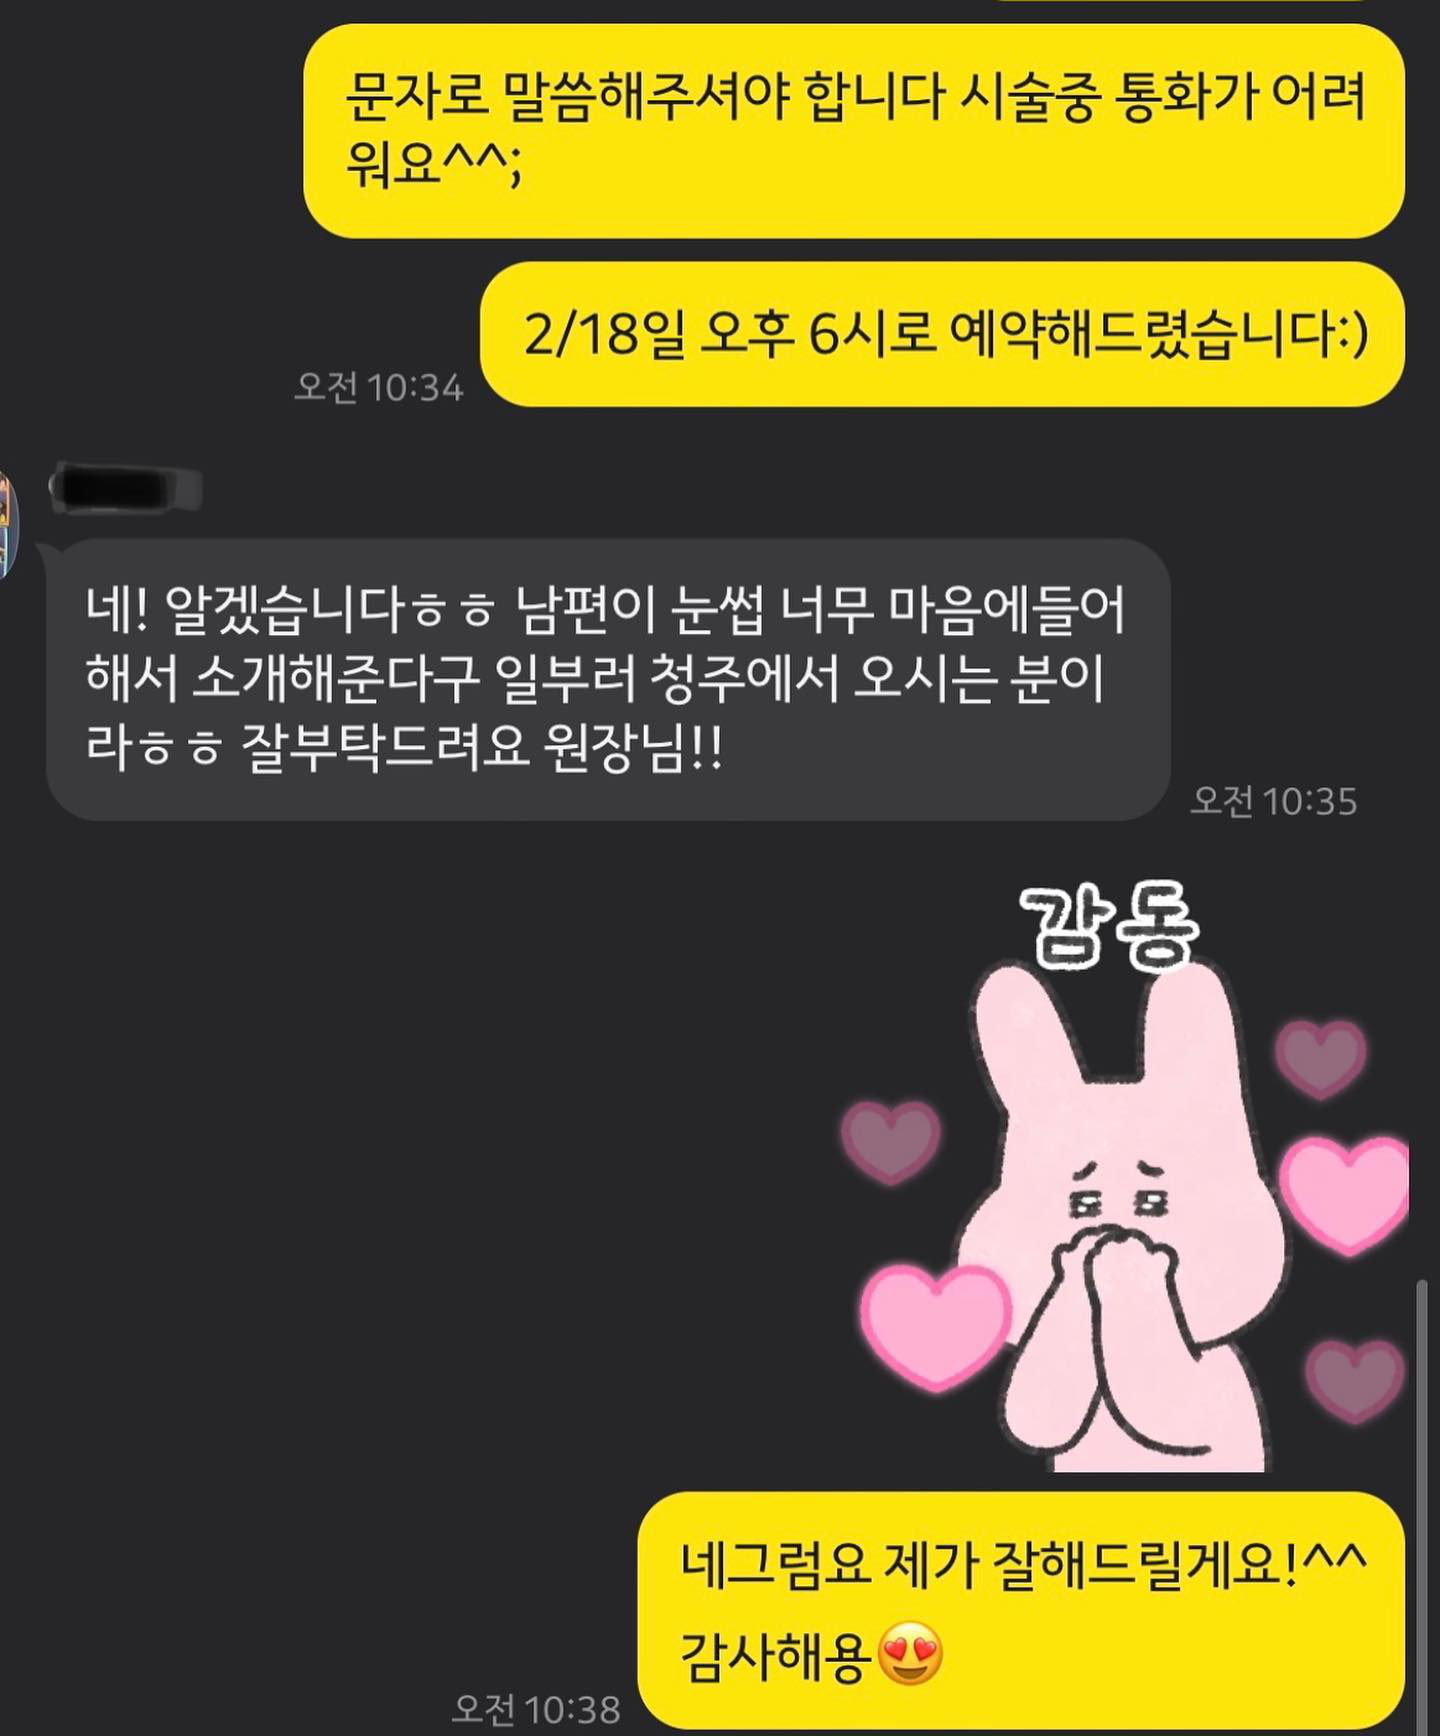 문자로 말씀해주셔야 합니다 시술중 통화가 어려
워요^^;
2/18일 오후 6시로 예약해드렸습니다:)
오전 10:34
네! 알겠습니다ㅎㅎ 남편이 눈썹 너무 마음에들어
해서 소개해준다구 일부러 청주에서 오시는 분이
라ㅎㅎ 잘부탁드려요 원장님!!
오전 10:35
감동
네그럼요 제가 잘해드릴게요!^^
감사해용😍
오전 10:38